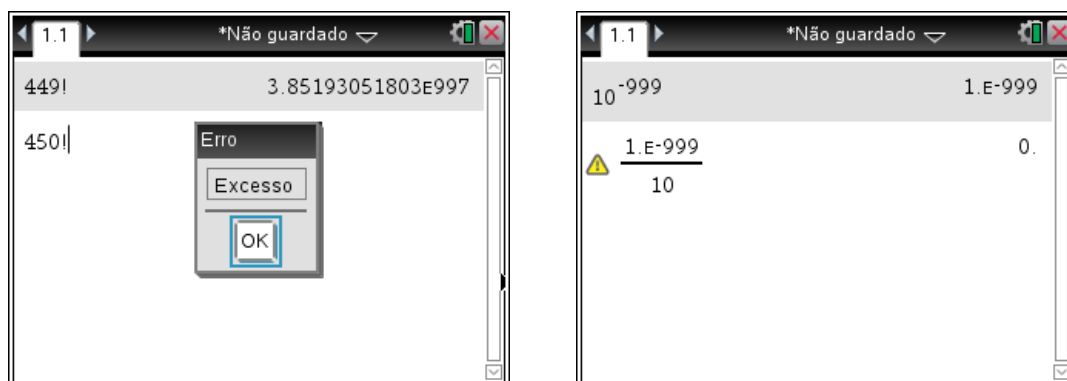 1.1 *Não guardado
449! 3.85193051803E997
450!
Erro
Excesso
OK
1.1 *Não guardado
10^-999 1.E-999
1.E-999
10
0.